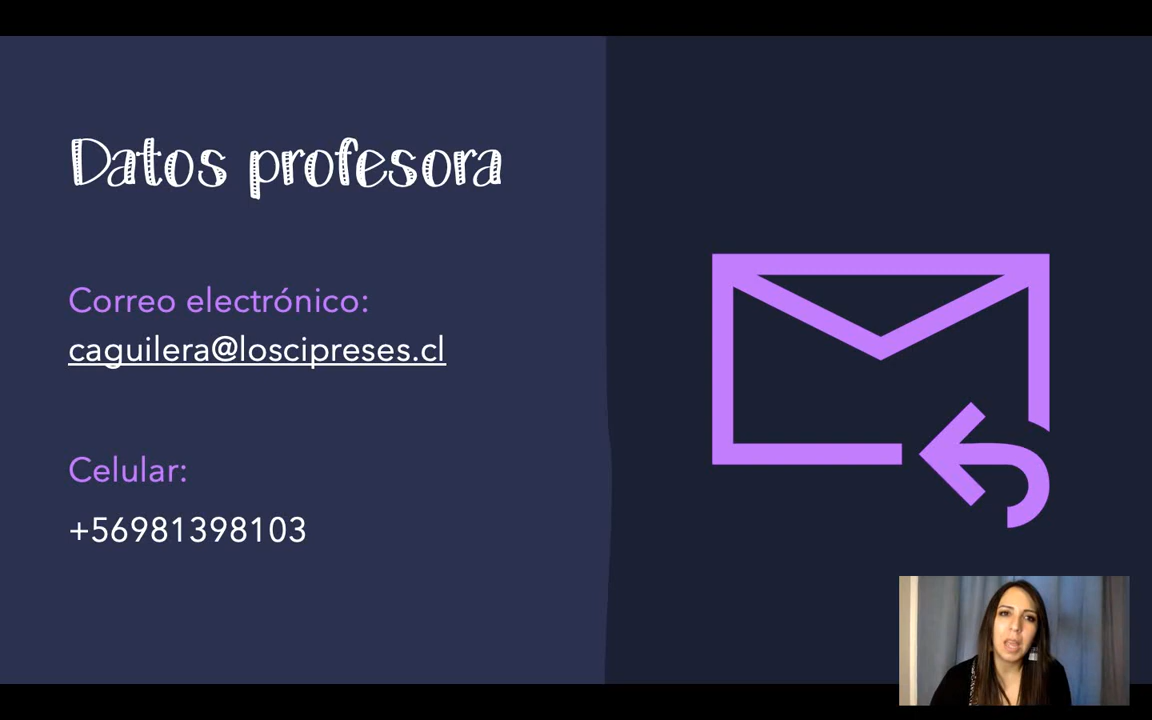 Datos profesora
Correo electrónico:
caguilera@loscipreses.cl
Celular:
+56981398103